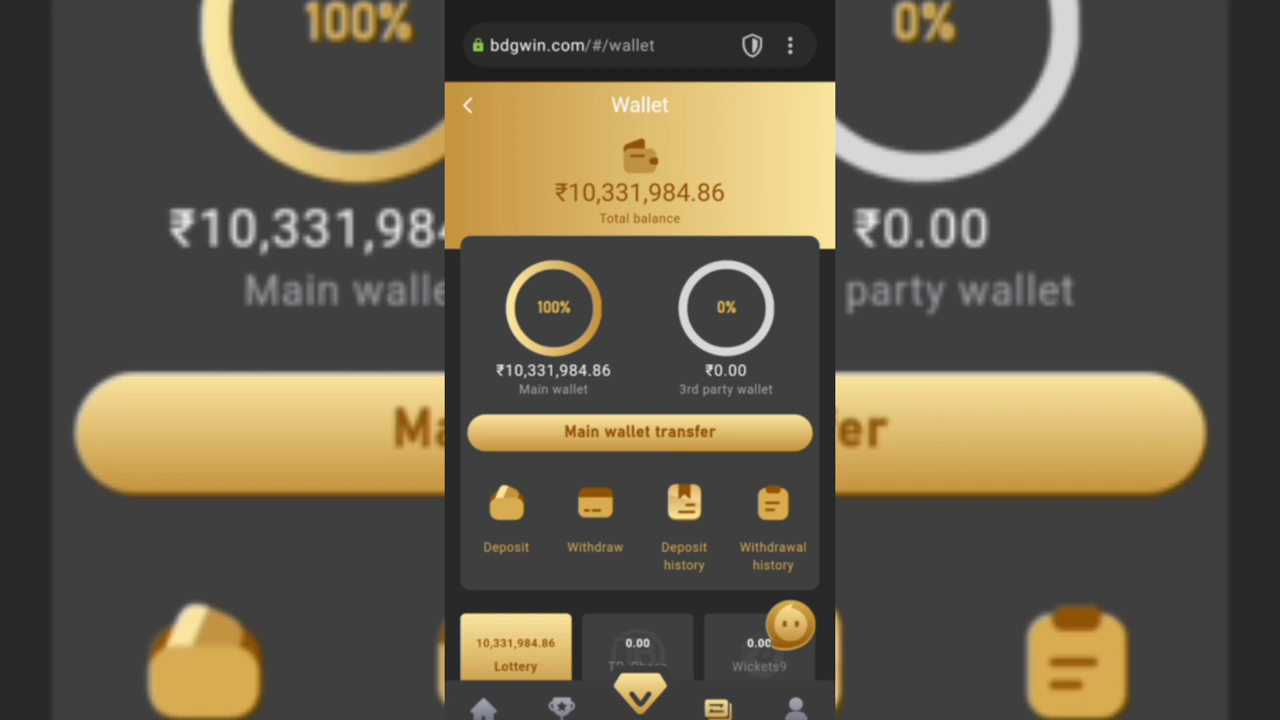 bdgwin.com/#/wallet
Wallet
₹10,331,984.86
Total balance
100%
0%
₹10,331,984.86
₹0.00
Main wallet
3rd party wallet
Main wallet transfer
Deposit
Withdraw
Deposit history
Withdrawal history
10,331,984.86
0.00
0.00
Lottery
Wickets9
100%
0%
₹10,331,984
₹0.00
Main walle
party wallet
Ma
er